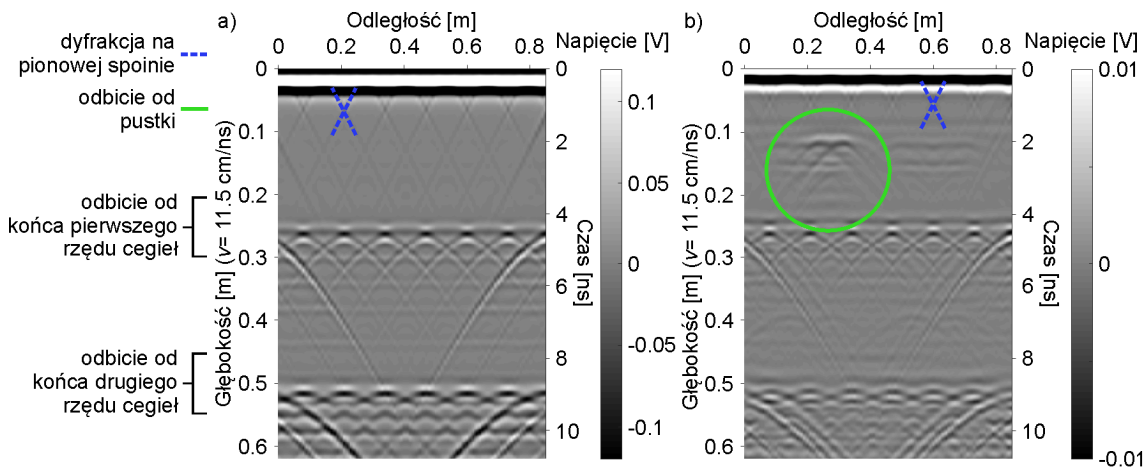 dyfrakcja na
pionowej spoinie
odbicie od
pustki
odbicie od
końca pierwszego
rzędu cegieł
odbicie od
końca drugiego
rzędu cegieł
a)
Odległość [m]
0 0.2 0.4 0.6 0.8
Napięcie [V]
0
0.1
0.2
0.3
0.4
0.5
0.6
Głębokość [m] (v= 11.5 cm/ns)
0
2
4
6
8
10
Czas [ns]
0.1
0.05
0
-0.05
-0.1
b)
Odległość [m]
0 0.2 0.4 0.6 0.8
Napięcie [V]
0
0.1
0.2
0.3
0.4
0.5
0.6
Głębokość [m] (v= 11.5 cm/ns)
0
2
4
6
8
10
Czas [ns]
0.01
0
-0.01